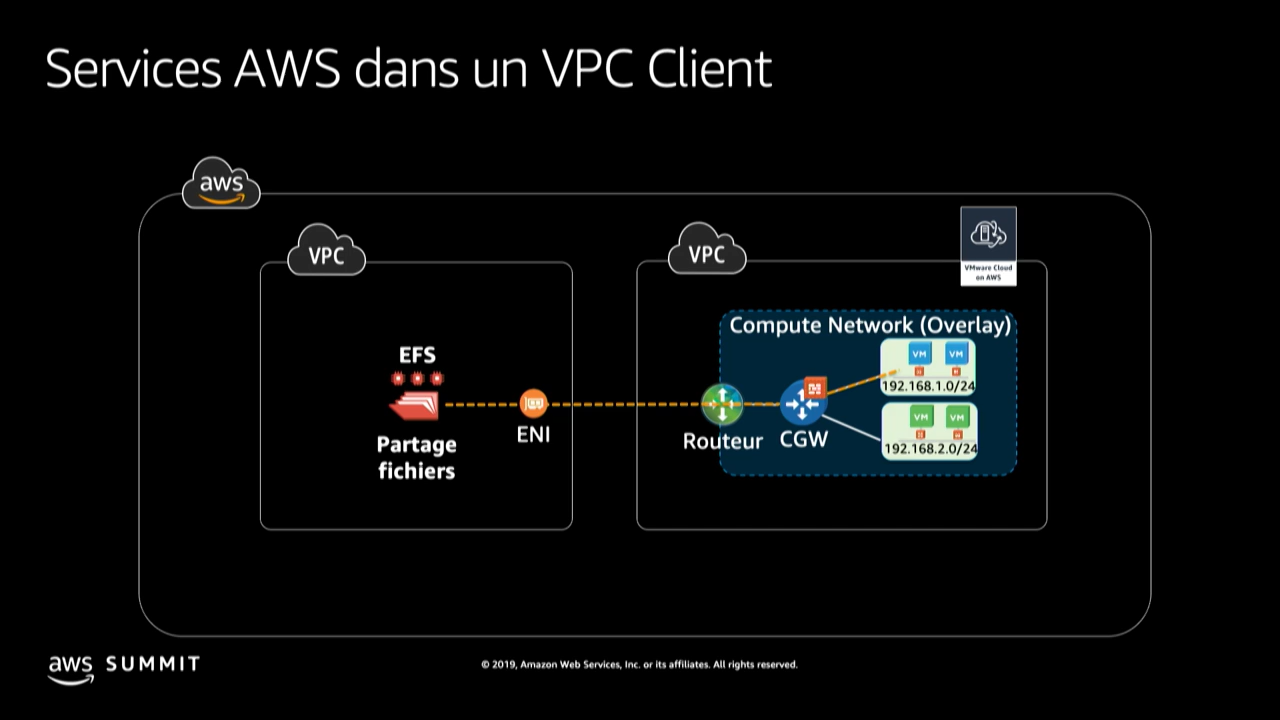 Services AWS dans un VPC Client
aws
VPC
VPC
VMware Cloud
on AWS
Compute Network (Overlay)
EFS
VM VM
192.168.1.0/24
ENI
Routeur
CGW
VM VM
192.168.2.0/24
Partage
fichiers
aws SUMMIT
© 2019, Amazon Web Services, Inc. or its affiliates. All rights reserved.